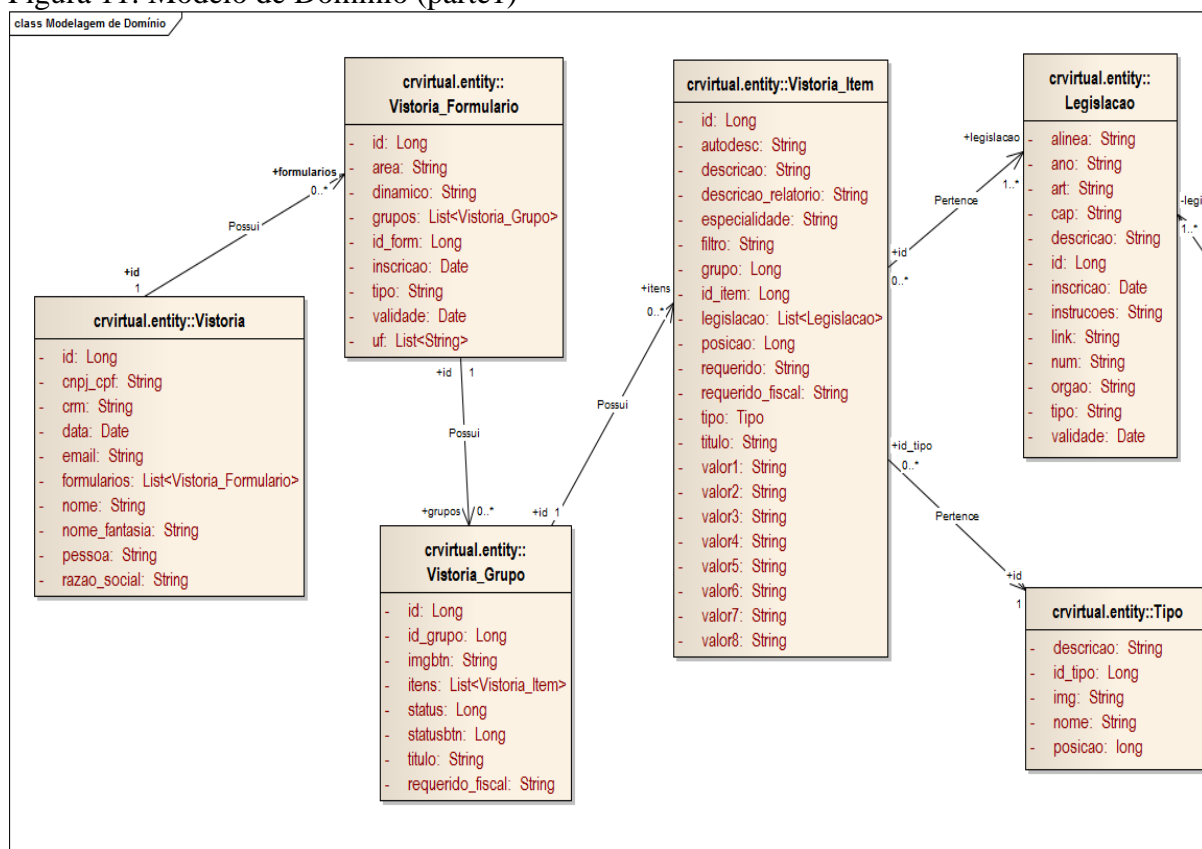 Figura 11: Modelo de Domínio (parte1)
class Modelagem de Domínio
crvirtual.entity::
Vistoria_Formulario
- id: Long
- area: String
- dinamico: String
- grupos: List<Vistoria_Grupo>
- id_form: Long
- inscricao: Date
- tipo: String
- validade: Date
- uf: List<String>
crvirtual.entity::Vistoria_Item
- id: Long
- autodesc: String
- descricao: String
- descricao_relatorio: String
- especialidade: String
- filtro: String
- grupo: Long
- id_item: Long
- legislacao: List<Legislacao>
- posicao: Long
- requerido: String
- requerido_fiscal: String
- tipo: Tipo
- titulo: String
- valor1: String
- valor2: String
- valor3: String
- valor4: String
- valor5: String
- valor6: String
- valor7: String
- valor8: String
crvirtual.entity::
Legislacao
- alinea: String
- ano: String
- art: String
- cap: String
- descricao: String
- id: Long
- inscricao: Date
- instrucoes: String
- link: String
- num: String
- orgao: String
- tipo: String
- validade: Date
+formularios
0..*
Possui
+id
1
crvirtual.entity::Vistoria
- id: Long
- cnpj_cpf: String
- crm: String
- data: Date
- email: String
- formularios: List<Vistoria_Formulario>
- nome: String
- nome_fantasia: String
- pessoa: String
- razao_social: String
+id 1
Possui
+grupos 0..*
crvirtual.entity::
Vistoria_Grupo
- id: Long
- id_grupo: Long
- imgbtn: String
- itens: List<Vistoria_Item>
- status: Long
- statusbtn: Long
- titulo: String
- requerido_fiscal: String
+itens
0..*
Possui
+id 1
+legislacao
1..*
Pertence
+id
0..*
-legi
1..*
+id_tipo
0..*
Pertence
+id
1
crvirtual.entity::Tipo
- descricao: String
- id_tipo: Long
- img: String
- nome: String
- posicao: long